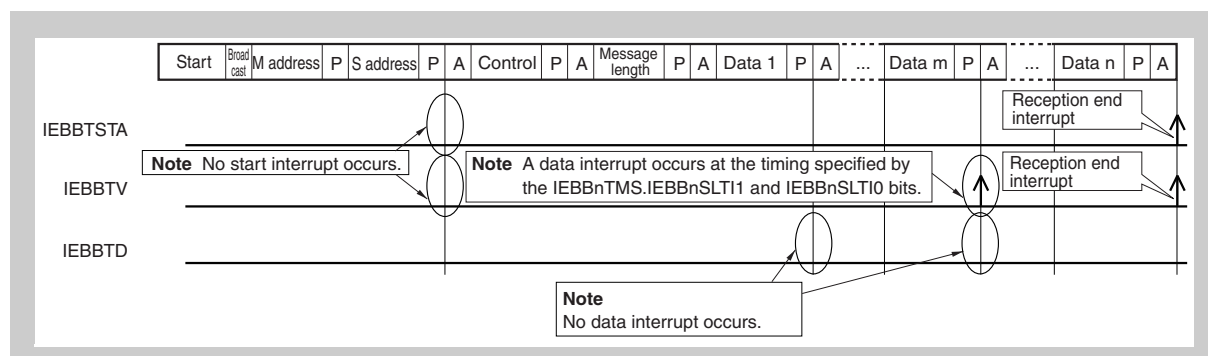 Start Broad cast M address P S address P A Control P A Message length P A Data 1 P A ... Data m P A ... Data n P A
IEBBTSTA
Reception end
interrupt
Note No start interrupt occurs.
IEBBTV
Note A data interrupt occurs at the timing specified by
the IEBBnTMS.IEBBnSLTI1 and IEBBnSLTI0 bits.
Reception end
interrupt
IEBBTD
Note
No data interrupt occurs.